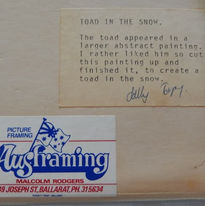 TOAD IN THE SNOW.
The toad appeared in a
larger abstract painting.
I rather liked him so cut
this painting up and
finished it, to create a
toad in the snow.
PICTURE
FRAMING
Ausframing
MALCOLM RODGERS
JOSEPH ST, BALLARAT, PH. 315634